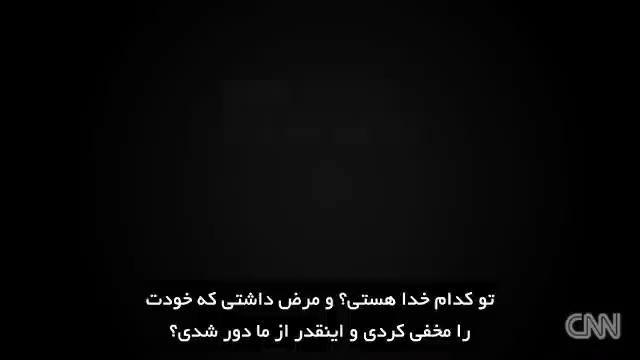 تو کدام خدا هستی؟ و مرض داشتی که خودت
را مخفی کردی و اینقدر از ما دور شدی؟
CNN